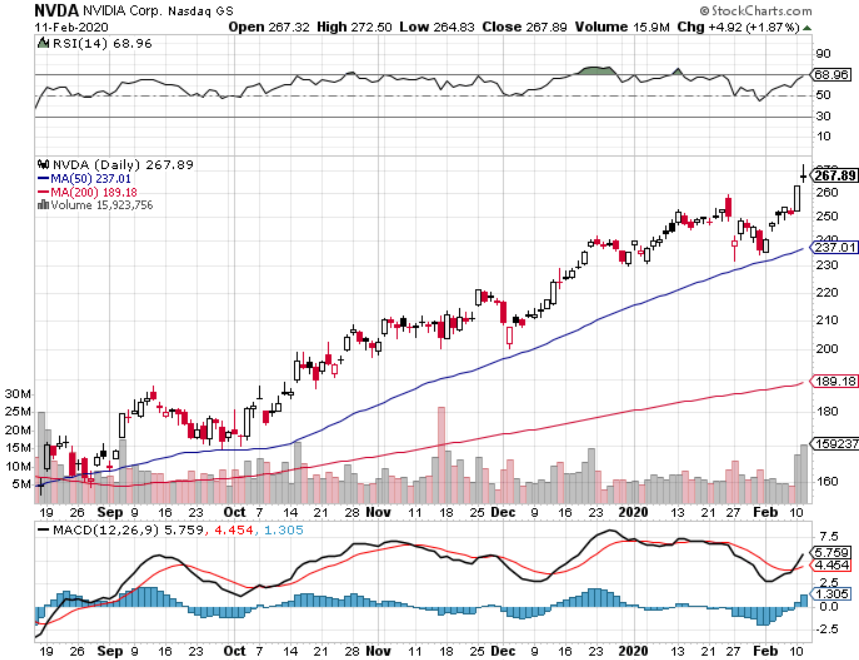 NVDA NVIDIA Corp. Nasdaq GS © StockCharts.com
11-Feb-2020 Open 267.32 High 272.50 Low 264.83 Close 267.89 Volume 15.9M Chg +4.92 (+1.87%)
RSI(14) 68.96
90
68.96
50
30
10
NVDA (Daily) 267.89
MA(50) 237.01
MA(200) 189.18
Volume 15,923,756
267.89
260
250
240
237.01
230
220
210
200
189.18
180
159237
160
30M
25M
20M
15M
10M
5M
19 26 Sep 9 16 23 Oct 7 14 21 28 Nov 11 18 25 Dec 9 16 23 2020 13 21 27 Feb 10
MACD(12,26,9) 5.759, 4.454, 1.305
7.5
5.759
4.454
2.5
1.305
0.0
-2.5
19 26 Sep 9 16 23 Oct 7 14 21 28 Nov 11 18 25 Dec 9 16 23 2020 13 21 27 Feb 10